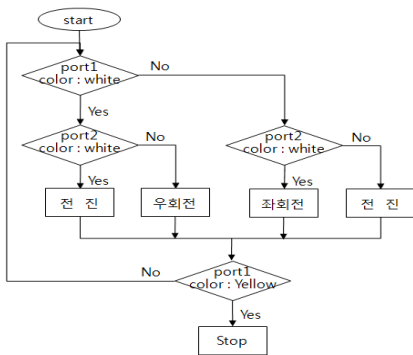 start
port1
color : white
No
Yes
port2
color : white
No
port2
color : white
No
Yes
Yes
전 진
우회전
좌회전
전 진
No
port1
color : Yellow
Yes
Stop